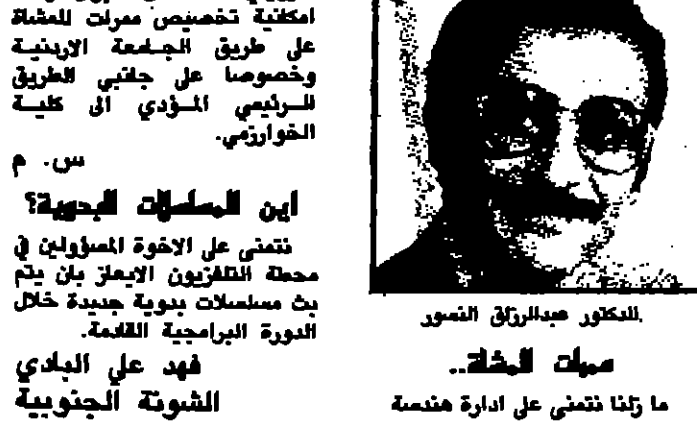 الدكتور عبدالرزاق النسور
ممرات المشاة..
ما زلنا نتمنى على ادارة هندسة
امكانية تخصيص ممرات للمشاة
على طريق الجامعة الاردنية
وخصوصا على جانبي الطريق
الرئيمي المؤدي الى كلية
الخوارزمي.
س. م
اين المسلسلات البدوية؟
نتمنى على الاخوة المسؤولين في
محطة التلفزيون الايعاز بان يتم
بث مسلسلات بدوية جديدة خلال
الدورة البرامجية القادمة.
فهد علي البادي
الشونة الجنوبية